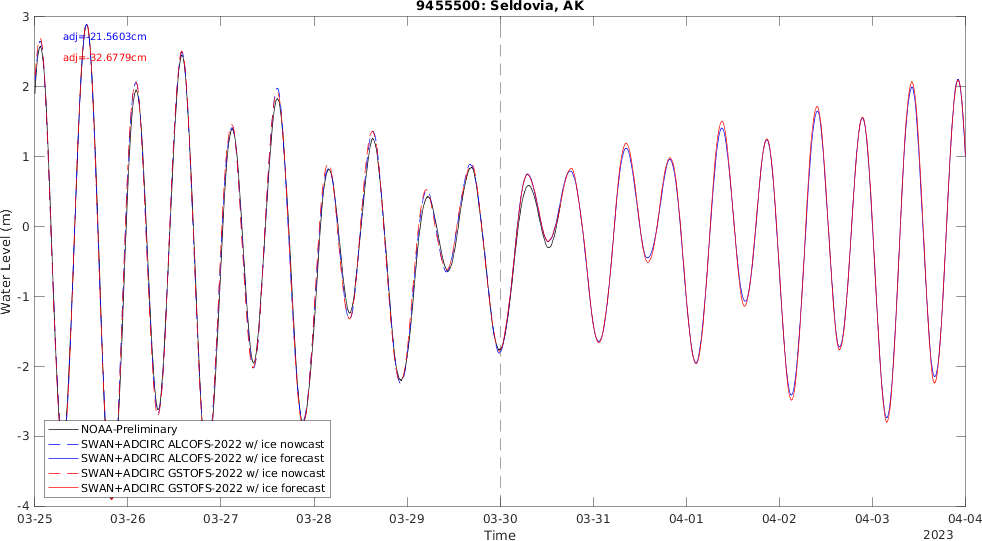 9455500: Seldovia, AK
adj=-21.5603cm
adj=-32.6779cm
3
2
1
0
-1
-2
-3
-4
Water Level (m)
NOAA-Preliminary
SWAN+ADCIRC ALCOFS-2022 w/ ice nowcast
SWAN+ADCIRC ALCOFS-2022 w/ ice forecast
SWAN+ADCIRC GSTOFS-2022 w/ ice nowcast
SWAN+ADCIRC GSTOFS-2022 w/ ice forecast
03-25 03-26 03-27 03-28 03-29 03-30 03-31 04-01 04-02 04-03 04-04
Time
2023